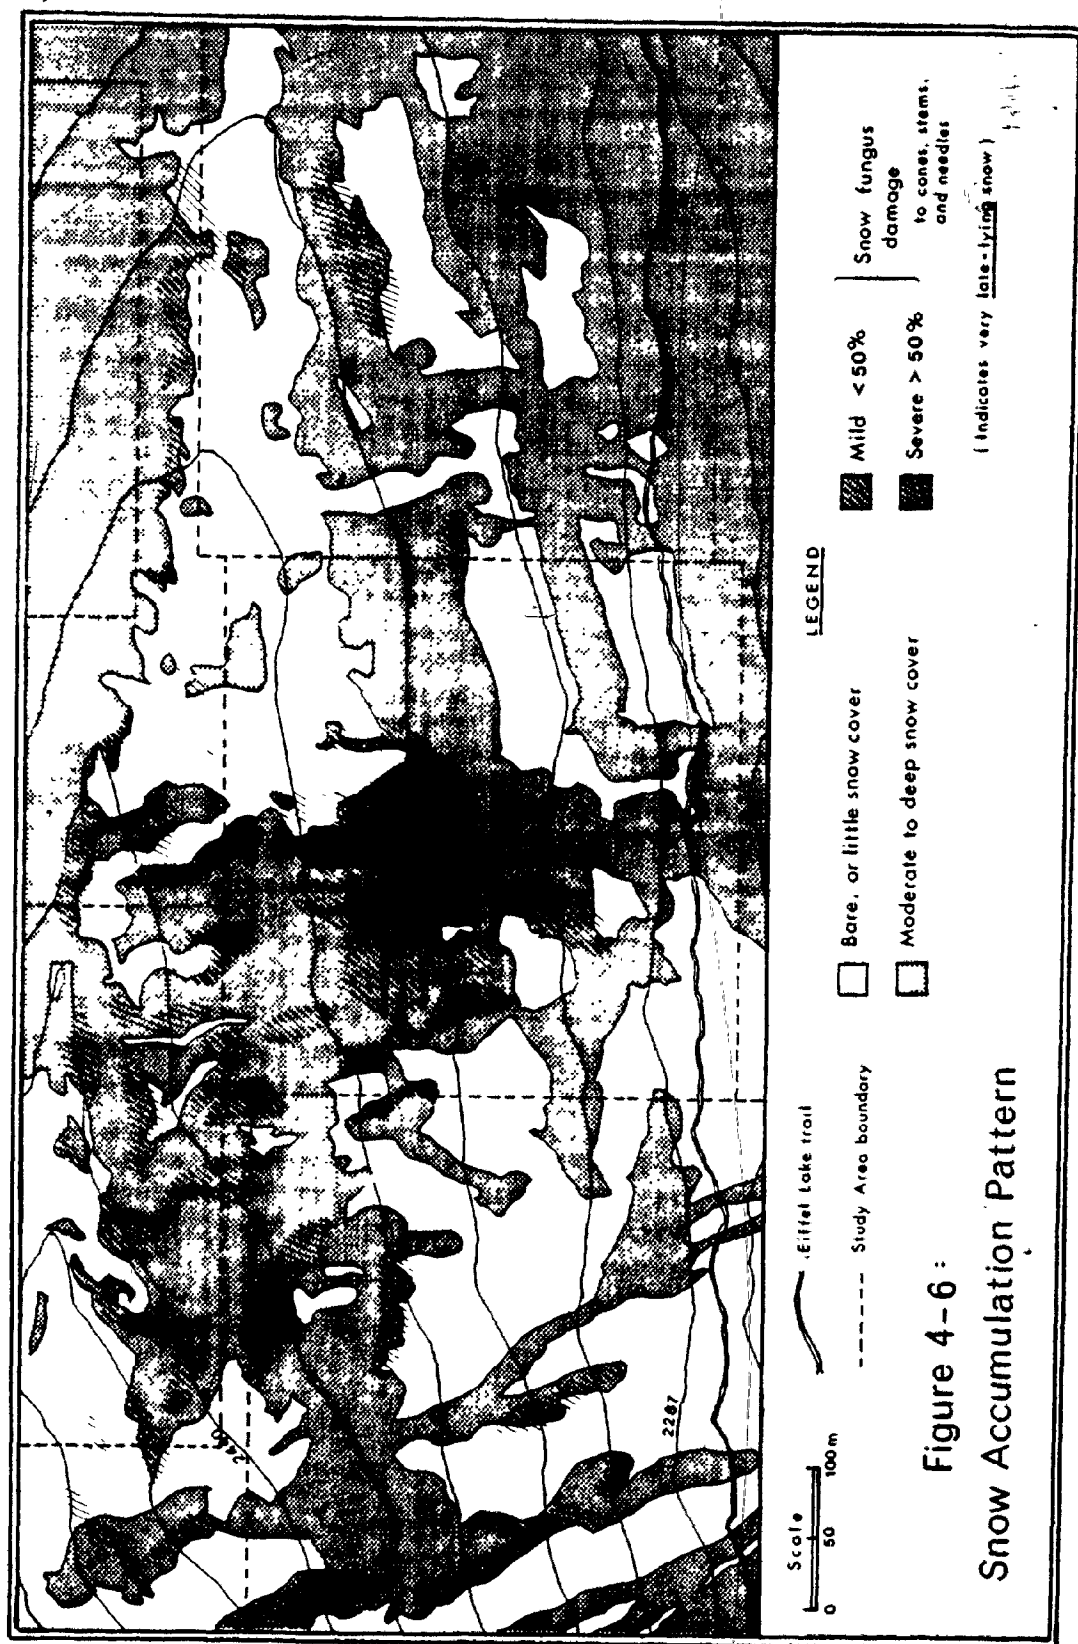 2287
Scale
0 50 100 m
Eiffel Lake trail
Study Area boundary
Figure 4-6:
Snow Accumulation Pattern
LEGEND
Bare, or little snow cover
Moderate to deep snow cover
Mild < 50%
Severe > 50%
Snow fungus
damage
to cones, stems,
and needles
(Indicates very late-lying snow)